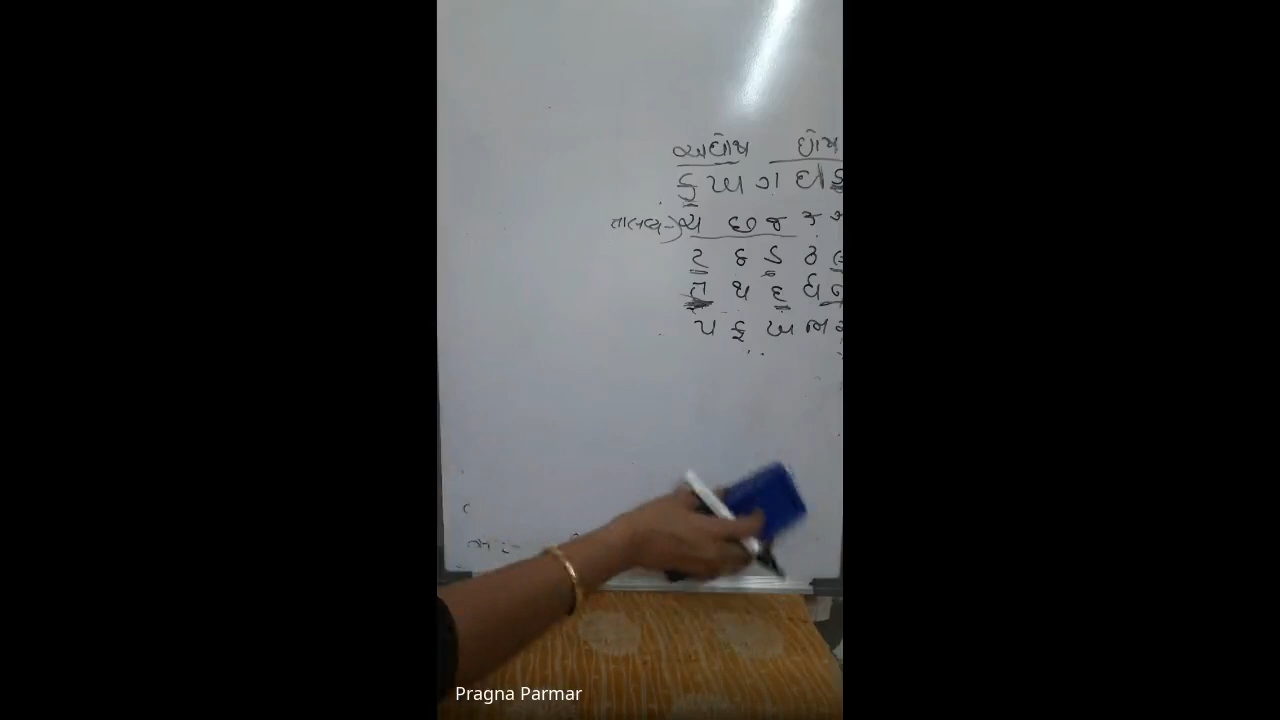 અઘોષ ઘોષ
ક ખ ગ ઘ ઙ
તાલવ્ય → ચ છ જ ઝ ઞ
ટ ઠ ડ ઢ ણ
ત થ દ ધ ન
પ ફ બ ભ મ
Pragna Parmar